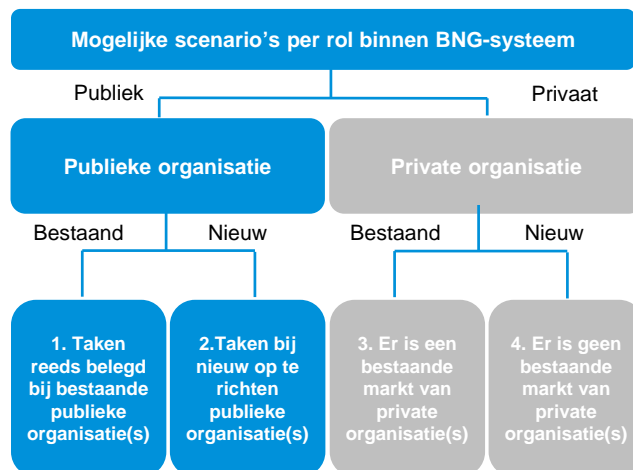 Mogelijke scenario's per rol binnen BNG-systeem
Publiek
Privaat
Publieke organisatie
Private organisatie
Bestaand
Nieuw
Bestaand
Nieuw
1. Taken
reeds belegd
bij bestaande
publieke
organisatie(s)
2.Taken bij
nieuw op te
richten
publieke
organisatie(s)
3. Er is een
bestaande
markt van
private
organisatie(s)
4. Er is geen
bestaande
markt van
private
organisatie(s)